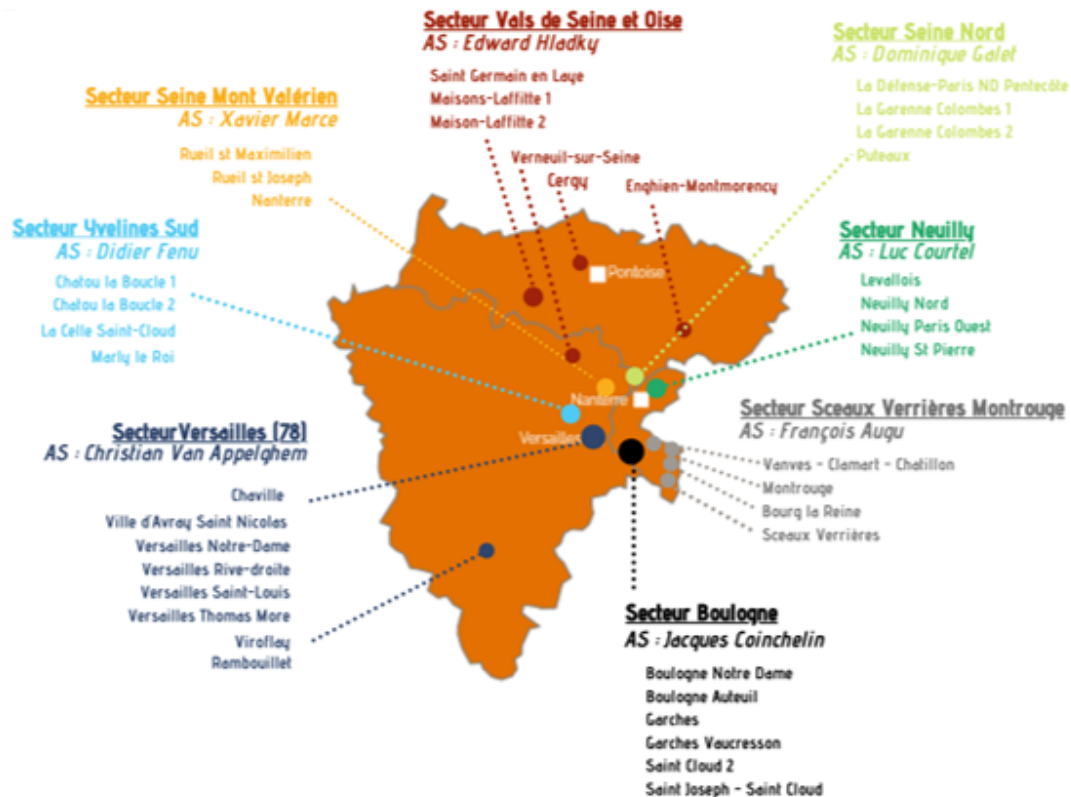 Secteur Vals de Seine et Oise
AS : Edward Hladky
Saint Germain en Laye
Maisons-Laffitte 1
Maison-Laffitte 2
Verneuil-sur-Seine
Cergy
Enghien-Montmorency
Secteur Seine Nord
AS : Dominique Galet
La Défense-Paris ND Pentecôte
La Garenne Colombes 1
La Garenne Colombes 2
Puteaux
Secteur Seine Mont Valérien
AS : Xavier Marce
Rueil st Maximilien
Rueil st Joseph
Nanterre
Secteur Yvelines Sud
AS : Didier Fenu
Chatou la Boucle 1
Chatou la Boucle 2
La Celle Saint-Cloud
Marly le Roi
Secteur Neuilly
AS : Luc Courtel
Levallois
Neuilly Nord
Neuilly Paris Ouest
Neuilly St Pierre
Pontoise
Nanterre
Versailles
Secteur Sceaux Verrières Montrouge
AS : François Augu
Vanves - Clamart - Chatillon
Montrouge
Bourg la Reine
Sceaux Verrières
SecteurVersailles (78)
AS : Christian Van Appelghem
Chaville
Ville d'Avray Saint Nicolas
Versailles Notre-Dame
Versailles Rive-droite
Versailles Saint-Louis
Versailles Thomas More
Viroflay
Rambouillet
Secteur Boulogne
AS : Jacques Coinchelin
Boulogne Notre Dame
Boulogne Auteuil
Garches
Garches Vaucresson
Saint Cloud 2
Saint Joseph - Saint Cloud